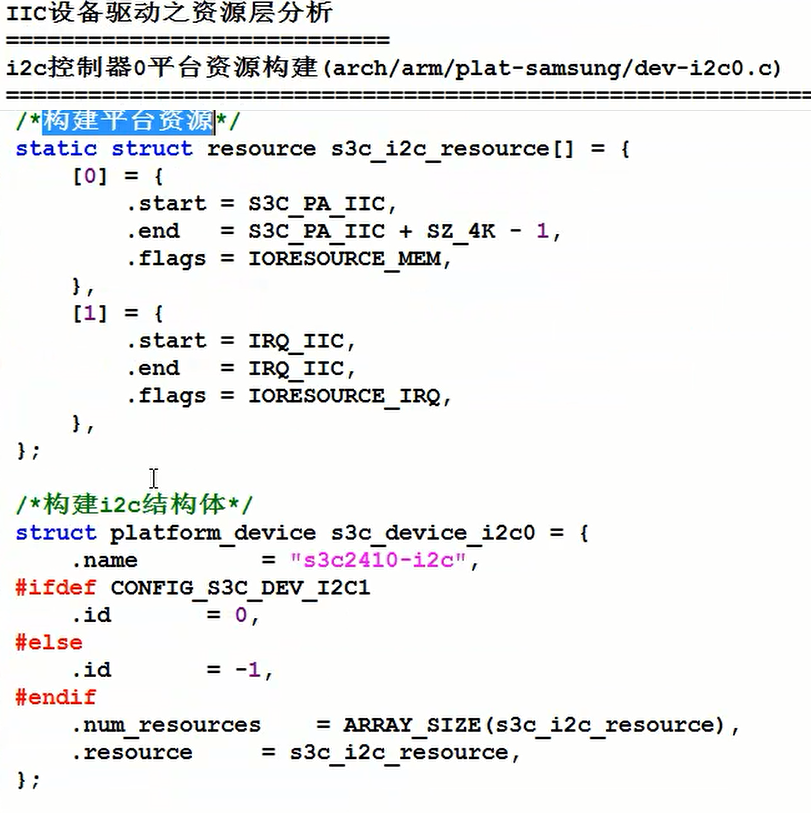 IIC设备驱动之资源层分析
============================
i2c控制器0平台资源构建(arch/arm/plat-samsung/dev-i2c0.c)
===========================================================
/*构建平台资源*/
static struct resource s3c_i2c_resource[] = {
    [0] = {
        .start = S3C_PA_IIC,
        .end   = S3C_PA_IIC + SZ_4K - 1,
        .flags = IORESOURCE_MEM,
    },
    [1] = {
        .start = IRQ_IIC,
        .end   = IRQ_IIC,
        .flags = IORESOURCE_IRQ,
    },
};
/*构建i2c结构体*/
struct platform_device s3c_device_i2c0 = {
    .name         = "s3c2410-i2c",
#ifdef CONFIG_S3C_DEV_I2C1
    .id       = 0,
#else
    .id       = -1,
#endif
    .num_resources    = ARRAY_SIZE(s3c_i2c_resource),
    .resource     = s3c_i2c_resource,
};